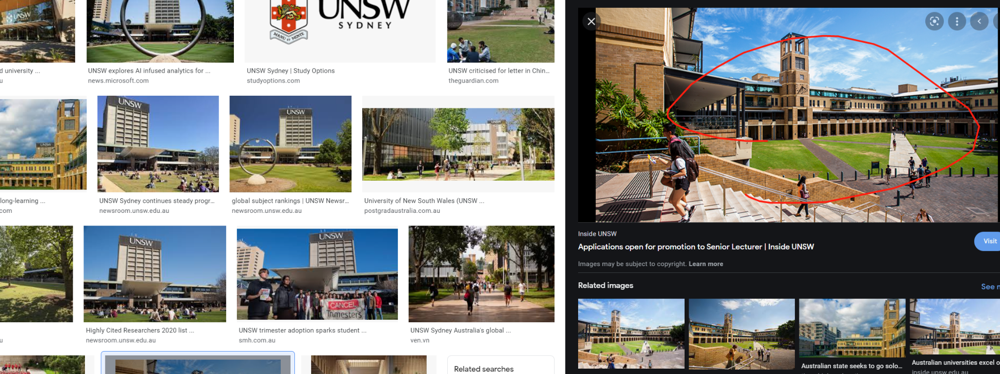 UNSW
SYDNEY
UNSW
SYDNEY
MANU ET MENTE
d university ...
u
UNSW explores AI infused analytics for ...
news.microsoft.com
UNSW Sydney | Study Options
studyoptions.com
UNSW criticised for letter in Chin...
theguardian.com
UNSW
UNSW
UNSW
UNSW
long-learning ...
com
UNSW Sydney continues steady progr...
newsroom.unsw.edu.au
global subject rankings | UNSW Newsr...
newsroom.unsw.edu.au
University of New South Wales (UNSW ...
postgradaustralia.com.au
UNSW
UNSW
CANCEL
Trimesters
u
Highly Cited Researchers 2020 list ...
newsroom.unsw.edu.au
UNSW trimester adoption sparks student ...
smh.com.au
UNSW Sydney Australia's global ...
ven.vn
Related searches
Inside UNSW
Applications open for promotion to Senior Lecturer | Inside UNSW
Visit
Images may be subject to copyright. Learn more
Related images
See
Australian state seeks to go solo...
Australian universities excel
inside.unsw.edu.au